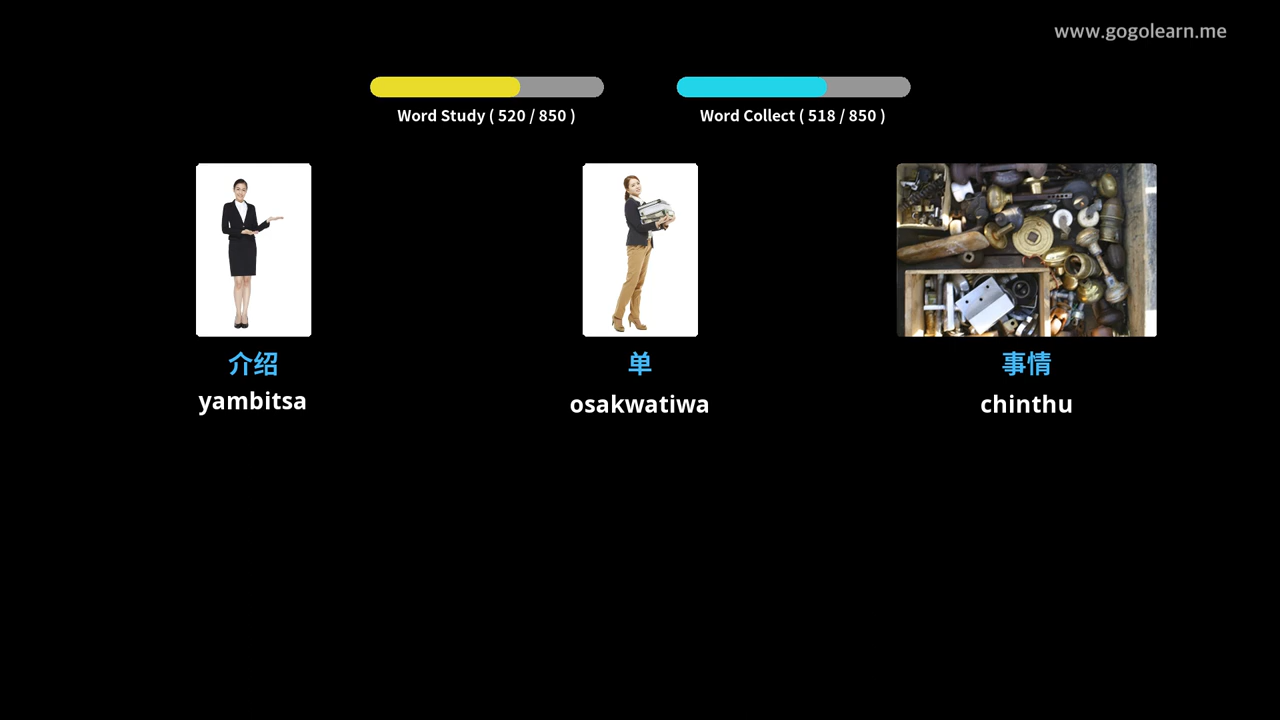 www.gogolearn.me
Word Study ( 520 / 850 )
Word Collect ( 518 / 850 )
介绍
单
事情
yambitsa
osakwatiwa
chinthu